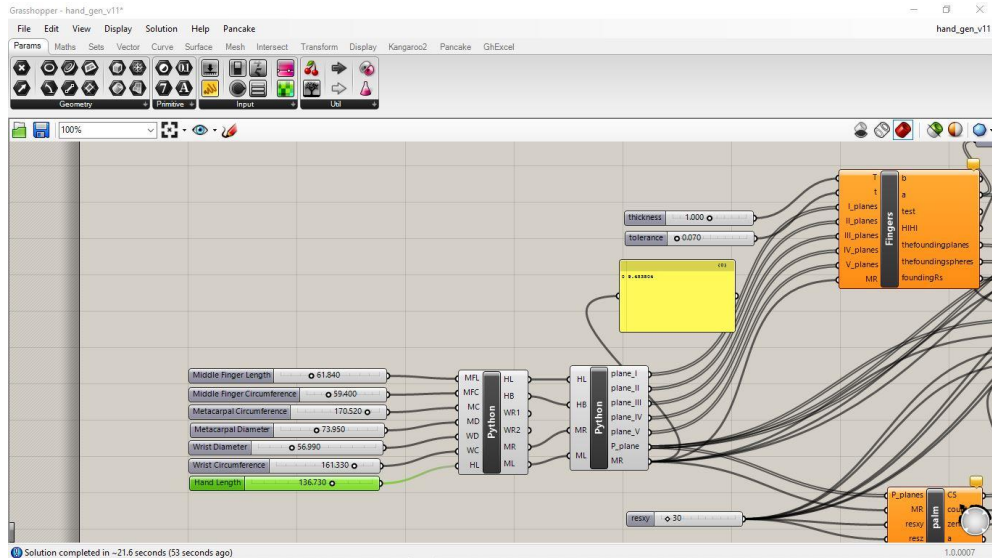 Grasshopper - hand_gen_v11*
File Edit View Display Solution Help Pancake hand_gen_v11
Params Maths Sets Vector Curve Surface Mesh Intersect Transform Display Kangaroo2 Pancake GhExcel
Geometry Primitive Input Util
100%
thickness 1.000
tolerance 0.070
T b
t a
I_planes test
II_planes HIHI
III_planes
IV_planes thefoundingplanes
V_planes thefoundingspheres
MR foundingRs
Fingers
{0}
Middle Finger Length 61.840
Middle Finger Circumference 59.400
Metacarpal Circumference 170.520
Metacarpal Diameter 73.950
Wrist Diameter 56.990
Wrist Circumference 161.330
Hand Length 136.730
MFL HL
MFC HB
MC WR1
MD WR2
WD MR
WC ML
HL
Python
HL plane_I
HB plane_II
MR plane_III
ML plane_IV
plane_V
P_plane
MR
Python
resxy 30
P_planes CS
MR
resxy
resz a
palm
Solution completed in ~21.6 seconds (53 seconds ago) 1.0.0007